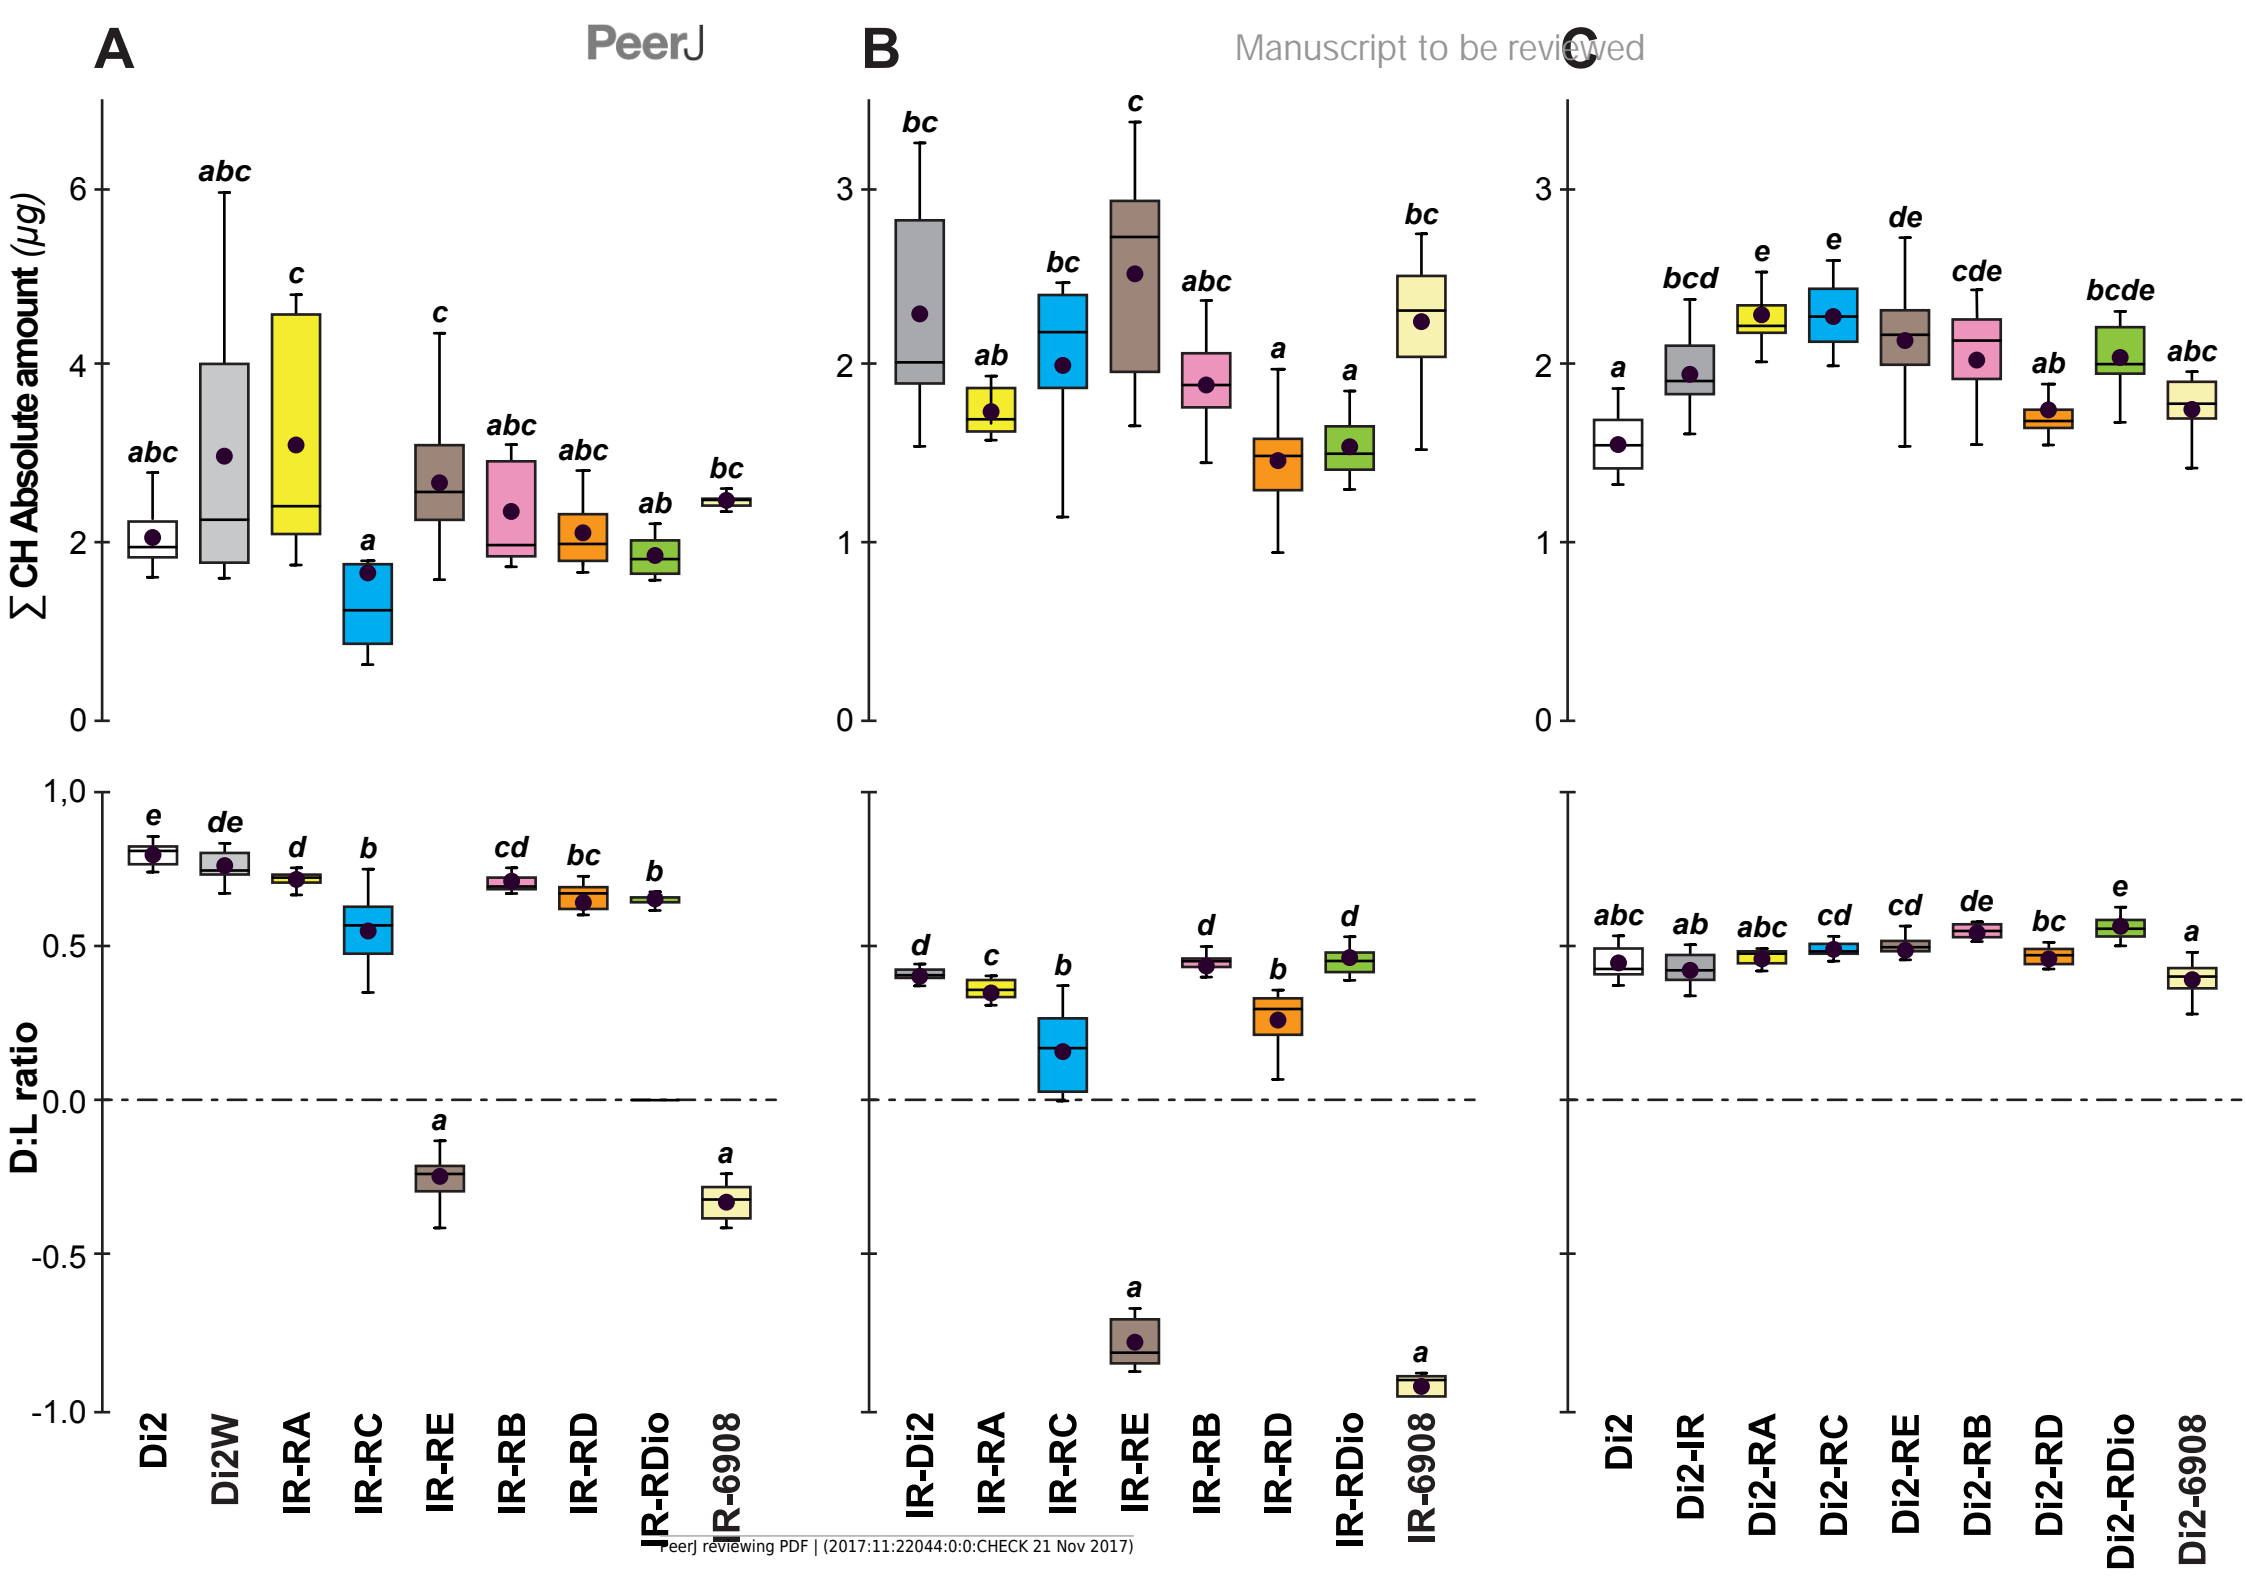 A
PeerJ
B
Manuscript to be reviewed
C
∑ CH Absolute amount (µg)
6
4
2
0
abc
abc
c
a
c
abc
abc
ab
bc
3
2
1
0
bc
ab
bc
c
abc
a
a
bc
3
2
1
0
a
bcd
e
e
de
cde
ab
bcde
abc
D:L ratio
1,0
0.5
0.0
-0.5
-1.0
e
de
d
b
a
cd
bc
b
a
d
c
b
a
d
b
d
a
abc
ab
abc
cd
cd
de
bc
e
a
Di2
Di2W
IR-RA
IR-RC
IR-RE
IR-RB
IR-RD
IR-RDio
IR-6908
IR-Di2
IR-RA
IR-RC
IR-RE
IR-RB
IR-RD
IR-RDio
IR-6908
Di2
Di2-IR
Di2-RA
Di2-RC
Di2-RE
Di2-RB
Di2-RD
Di2-RDio
Di2-6908
PeerJ reviewing PDF | (2017:11:22044:0:0:CHECK 21 Nov 2017)